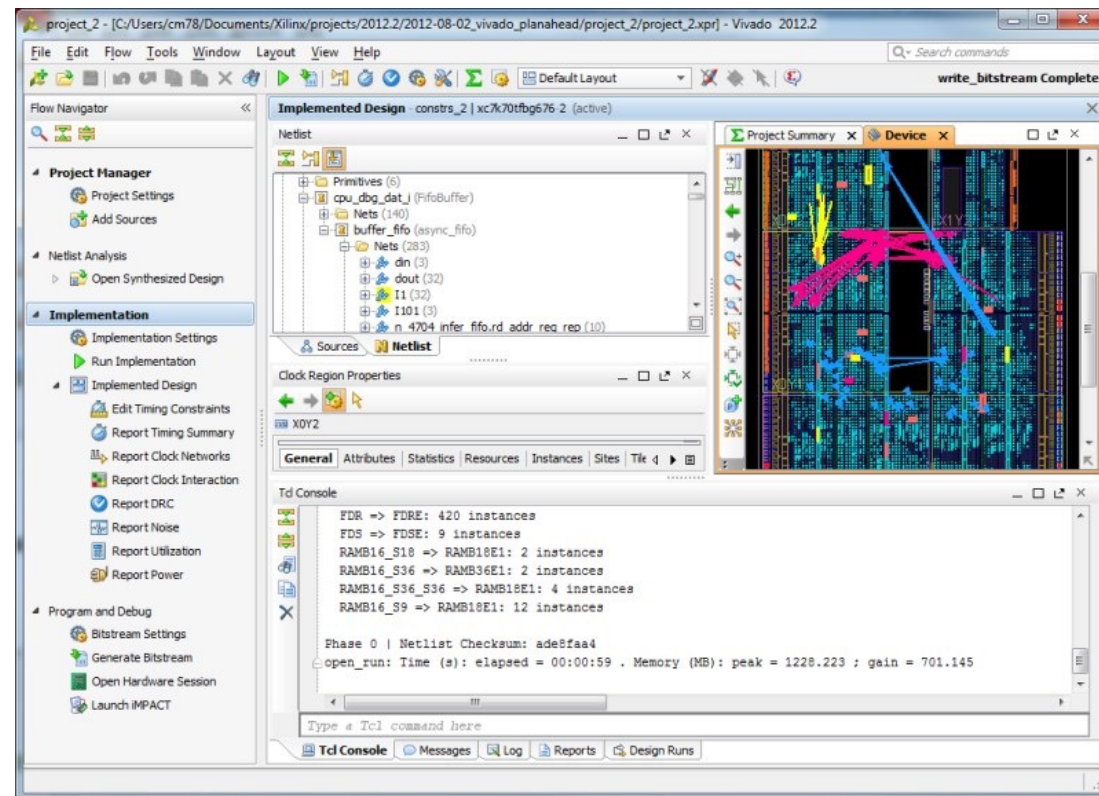 project_2 - [C:/Users/cm78/Documents/Xilinx/projects/2012.2/2012-08-02_vivado_planahead/project_2/project_2.xpr] - Vivado 2012.2
File Edit Flow Tools Window Layout View Help
Search commands
Default Layout
write_bitstream Complete
Flow Navigator
Project Manager
Project Settings
Add Sources
Netlist Analysis
Open Synthesized Design
Implementation
Implementation Settings
Run Implementation
Implemented Design
Edit Timing Constraints
Report Timing Summary
Report Clock Networks
Report Clock Interaction
Report DRC
Report Noise
Report Utilization
Report Power
Program and Debug
Bitstream Settings
Generate Bitstream
Open Hardware Session
Launch iMPACT
Implemented Design - constrs_2 | xc7k70tfbg676-2 (active)
Netlist
Primitives (6)
cpu_dbg_dat_i (FifoBuffer)
Nets (140)
buffer_fifo (async_fifo)
Nets (283)
din (3)
dout (32)
I1 (32)
I101 (3)
n_4704_infer_fifo.rd_addr_reg_rep (10)
Sources Netlist
Clock Region Properties
X0Y2
General Attributes Statistics Resources Instances Sites
Project Summary Device
Tcl Console
FDR => FDRE: 420 instances
FDS => FDSE: 9 instances
RAMB16_S18 => RAMB18E1: 2 instances
RAMB16_S36 => RAMB36E1: 2 instances
RAMB16_S36_S36 => RAMB18E1: 4 instances
RAMB16_S9 => RAMB18E1: 12 instances
Phase 0 | Netlist Checksum: ade8faa4
open_run: Time (s): elapsed = 00:00:59 . Memory (MB): peak = 1228.223 ; gain = 701.145
Type a Tcl command here
Tcl Console Messages Log Reports Design Runs